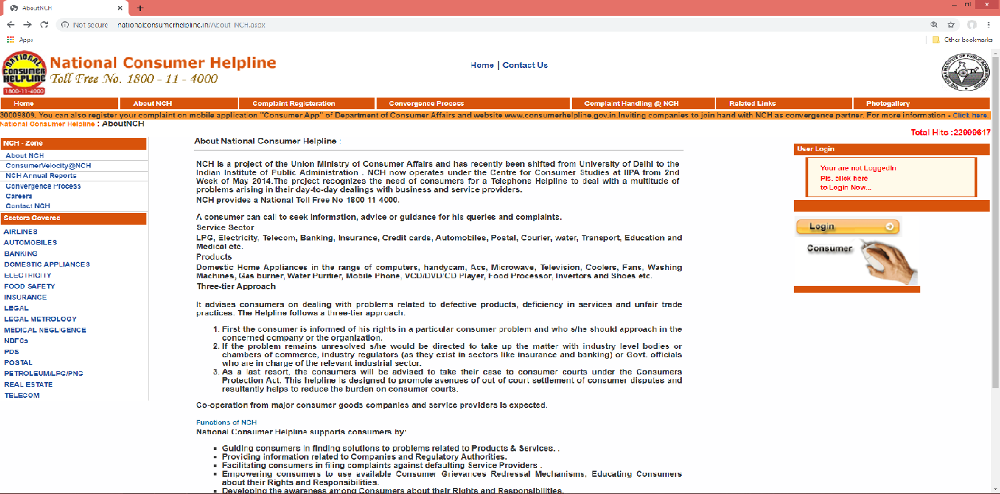 AboutNCH
Not secure nationalconsumerhelpline.in/About_NCH.aspx
Apps
Other bookmarks
NATIONAL CONSUMER HELPLINE 1800-11-4000
National Consumer Helpline
Toll Free No. 1800 - 11 - 4000
Home | Contact Us
Home
About NCH
Complaint Registeration
Convergence Process
Complaint Handling @ NCH
Related Links
Photogallery
30009809. You can also register your complaint on mobile application "Consumer App" of Department of Consumer Affairs and website www.consumerhelpline.gov.in.Inviting companies to join hand with NCH as convergence partner. For more information - Click here.
National Consumer Helpline : AboutNCH
Total Hits :22999617
NCH - Zone
About NCH
ConsumerVelocity@NCH
NCH Annual Reports
Convergence Process
Careers
Contact NCH
Sectors Covered
AIRLINES
AUTOMOBILES
BANKING
DOMESTIC APPLIANCES
ELECTRICITY
FOOD SAFETY
INSURANCE
LEGAL
LEGAL METROLOGY
MEDICAL NEGLIGENCE
NBFCs
PDS
POSTAL
PETROLEUM/LPG/PNG
REAL ESTATE
TELECOM
About National Consumer Helpline :
NCH is a project of the Union Ministry of Consumer Affairs and has recently been shifted from University of Delhi to the
Indian Institute of Public Administration . NCH now operates under the Centre for Consumer Studies at IIPA from 2nd
Week of May 2014.The project recognizes the need of consumers for a Telephone Helpline to deal with a multitude of
problems arising in their day-to-day dealings with business and service providers.
NCH provides a National Toll Free No 1800 11 4000.
A consumer can call to seek information, advice or guidance for his queries and complaints.
Service Sector
LPG, Electricity, Telecom, Banking, Insurance, Credit cards, Automobiles, Postal, Courier, water, Transport, Education and
Medical etc.
Products
Domestic Home Appliances in the range of computers, handycam, Acs, Microwave, Television, Coolers, Fans, Washing
Machines, Gas burner, Water Purifier, Mobile Phone, VCD/DVD/CD Player, Food Processor, Invertors and Shoes etc.
Three-tier Approach
It advises consumers on dealing with problems related to defective products, deficiency in services and unfair trade
practices. The Helpline follows a three-tier approach.
1. First the consumer is informed of his rights in a particular consumer problem and who s/he should approach in the
concerned company or the organization.
2. If the problem remains unresolved s/he would be directed to take up the matter with industry level bodies or
chambers of commerce, industry regulators (as they exist in sectors like insurance and banking) or Govt. officials
who are in charge of the relevant industrial sector.
3. As a last resort, the consumers will be advised to take their case to consumer courts under the Consumers
Protection Act. This helpline is designed to promote avenues of out of court settlement of consumer disputes and
resultantly helps to reduce the burden on consumer courts.
Co-operation from major consumer goods companies and service providers is expected.
Functions of NCH
National Consumer Helpline supports consumers by:
Guiding consumers in finding solutions to problems related to Products & Services. .
Providing information related to Companies and Regulatory Authorities.
Facilitating consumers in filing complaints against defaulting Service Providers .
Empowering consumers to use available Consumer Grievances Redressal Mechanisms, Educating Consumers
about their Rights and Responsibilities.
Developing the awareness among Consumers about their Rights and Responsibilities.
User Login
Your are not LoggedIn
Pls. click here
to Login Now...
Login
Consumer